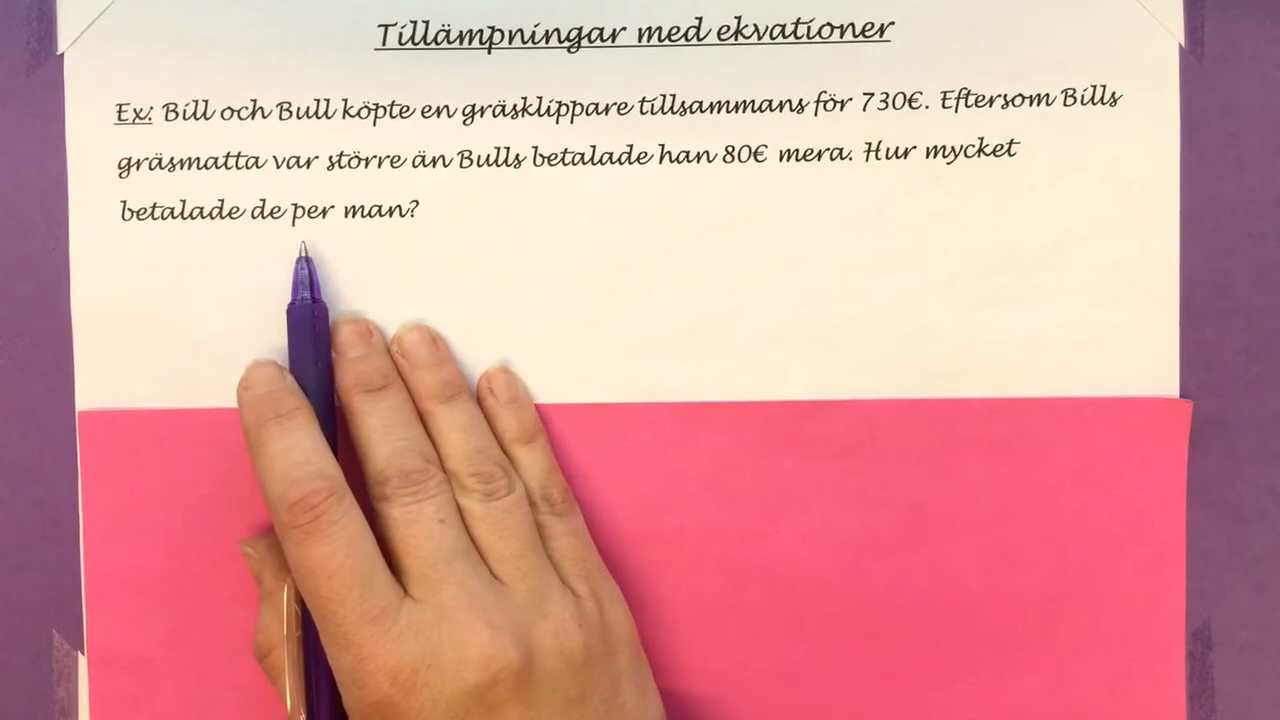 Tillämpningar med ekvationer
Ex: Bill och Bull köpte en gräsklippare tillsammans för 730€. Eftersom Bills
gräsmatta var större än Bulls betalade han 80€ mera. Hur mycket
betalade de per man?